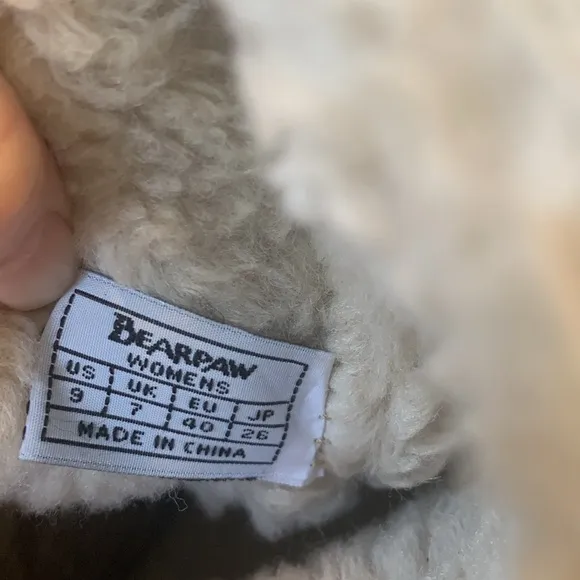 BEARPAW
WOMENS
US UK EU JP
9 7 40 26
MADE IN CHINA